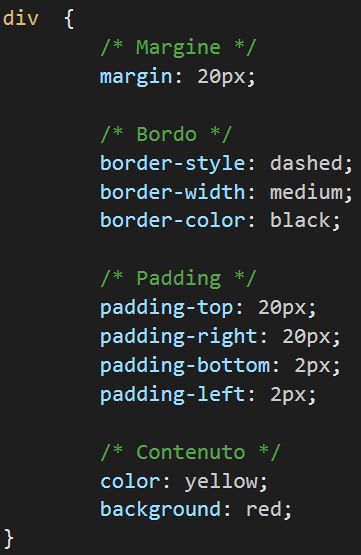 div  {
/* Margine */
margin: 20px;
/* Bordo */
border-style: dashed;
border-width: medium;
border-color: black;
/* Padding */
padding-top: 20px;
padding-right: 20px;
padding-bottom: 2px;
padding-left: 2px;
/* Contenuto */
color: yellow;
background: red;
}